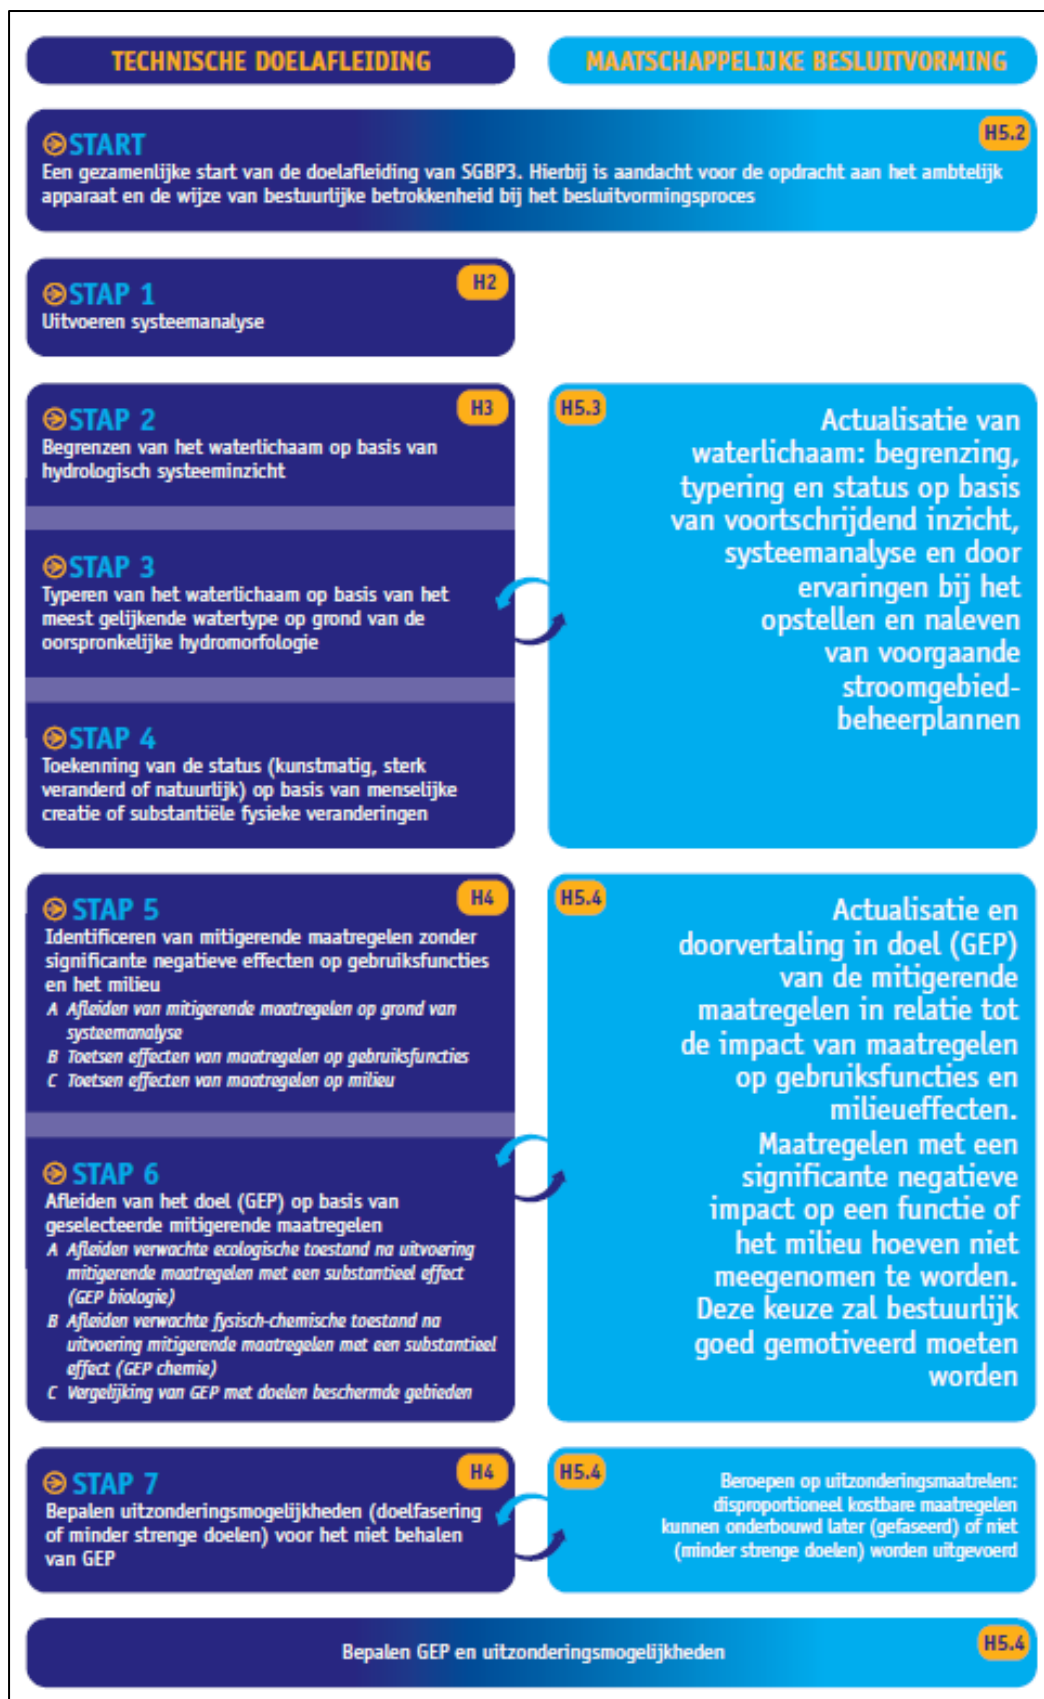 TECHNISCHE DOELAFLEIDING
MAATSCHAPPELIJKE BESLUITVORMING
START
H5.2
Een gezamenlijke start van de doelafleiding van SGBP3. Hierbij is aandacht voor de opdracht aan het ambtelijk
apparaat en de wijze van bestuurlijke betrokkenheid bij het besluitvormingsproces
STAP 1
H2
Uitvoeren systeemanalyse
STAP 2
H3
Begrenzen van het waterlichaam op basis van
hydrologisch systeeminzicht
STAP 3
Typeren van het waterlichaam op basis van het
meest gelijkende watertype op grond van de
oorspronkelijke hydromorfologie
STAP 4
Toekenning van de status (kunstmatig, sterk
veranderd of natuurlijk) op basis van menselijke
creatie of substantiële fysieke veranderingen
H5.3
Actualisatie van
waterlichaam: begrenzing,
typering en status op basis
van voortschrijdend inzicht,
systeemanalyse en door
ervaringen bij het
opstellen en naleven
van voorgaande
stroomgebied-
beheerplannen
STAP 5
H4
Identificeren van mitigerende maatregelen zonder
significante negatieve effecten op gebruiksfuncties
en het milieu
A Afleiden van mitigerende maatregelen op grond van
systeemanalyse
B Toetsen effecten van maatregelen op gebruiksfuncties
C Toetsen effecten van maatregelen op milieu
STAP 6
Afleiden van het doel (GEP) op basis van
geselecteerde mitigerende maatregelen
A Afleiden verwachte ecologische toestand na uitvoering
mitigerende maatregelen met een substantieel effect
(GEP biologie)
B Afleiden verwachte fysisch-chemische toestand na
uitvoering mitigerende maatregelen met een substantieel
effect (GEP chemie)
C Vergelijking van GEP met doelen beschermde gebieden
H5.4
Actualisatie en
doorvertaling in doel (GEP)
van de mitigerende
maatregelen in relatie tot
de impact van maatregelen
op gebruiksfuncties en
milieueffecten.
Maatregelen met een
significante negatieve
impact op een functie of
het milieu hoeven niet
meegenomen te worden.
Deze keuze zal bestuurlijk
goed gemotiveerd moeten
worden
STAP 7
H4
Bepalen uitzonderingsmogelijkheden (doelfasering
of minder strenge doelen) voor het niet behalen
van GEP
H5.4
Beroepen op uitzonderingsmaatrelen:
disproportioneel kostbare maatregelen
kunnen onderbouwd later (gefaseerd) of niet
(minder strenge doelen) worden uitgevoerd
Bepalen GEP en uitzonderingsmogelijkheden
H5.4